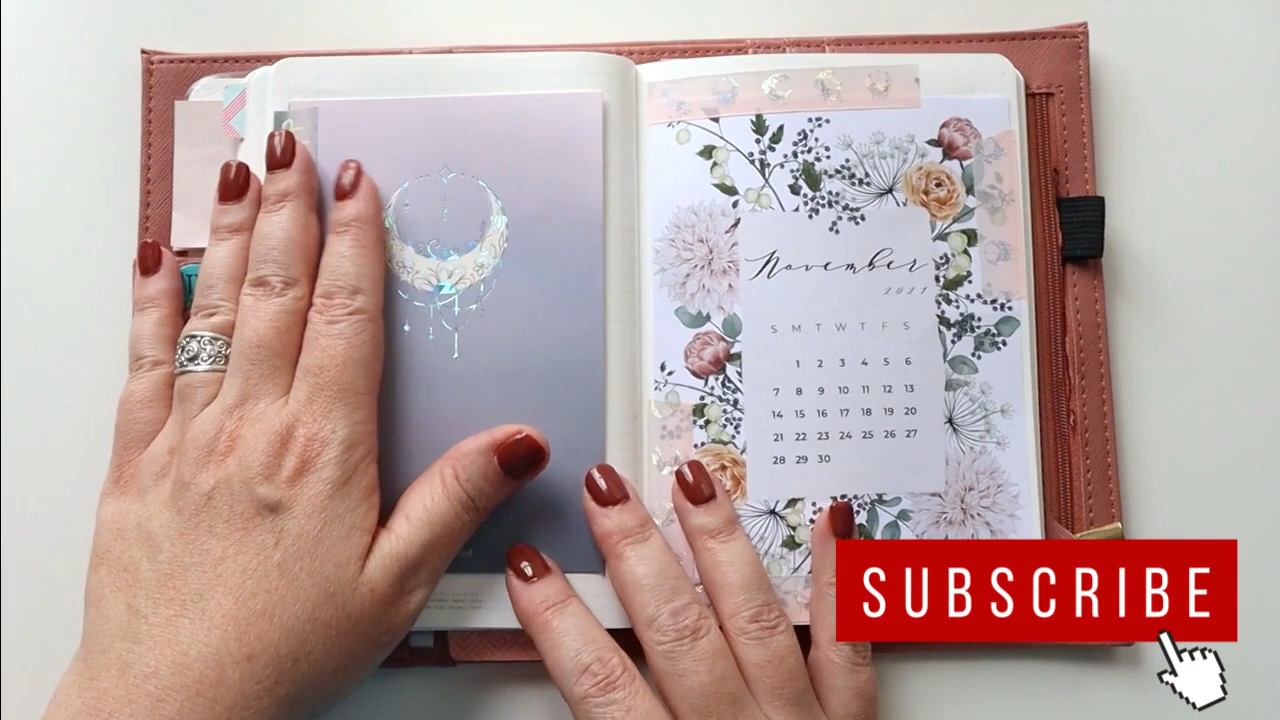 November
2021
S M T W T F S
1 2 3 4 5 6
7 8 9 10 11 12 13
14 15 16 17 18 19 20
21 22 23 24 25 26 27
28 29 30
SUBSCRIBE